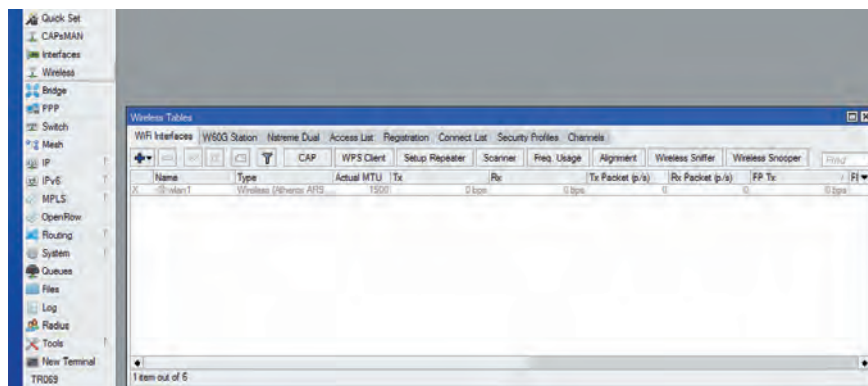 Quick Set
CAPsMAN
Interfaces
Wireless
Bridge
PPP
Switch
Mesh
IP
IPv6
MPLS
OpenFlow
Routing
System
Queues
Files
Log
Radius
Tools
New Terminal
TR069
Wireless Tables
WiFi Interfaces W60G Station Nstreme Dual Access List Registration Connect List Security Profiles Channels
CAP WPS Client Setup Repeater Scanner Freq. Usage Alignment Wireless Sniffer Wireless Snooper Find
Name Type Actual MTU Tx Rx Tx Packet (p/s) Rx Packet (p/s) FP Tx
X wlan1 Wireless (Atheros AR9... 1500 0 bps 0 bps 0 0 0 bps
1 item out of 6